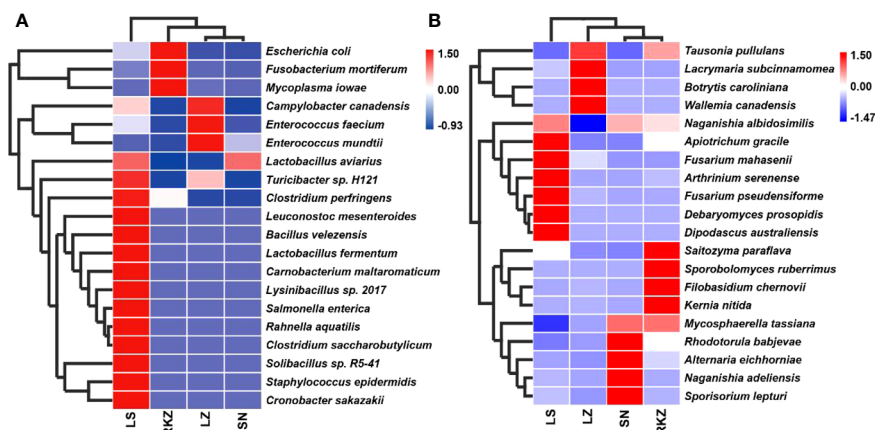 A
Escherichia coli
Fusobacterium mortiferum
Mycoplasma iowae
Campylobacter canadensis
Enterococcus faecium
Enterococcus mundtii
Lactobacillus aviarius
Turicibacter sp. H121
Clostridium perfringens
Leuconostoc mesenteroides
Bacillus velezensis
Lactobacillus fermentum
Carnobacterium maltaromaticum
Lysinibacillus sp. 2017
Salmonella enterica
Rahnella aquatilis
Clostridium saccharobutylicum
Solibacillus sp. R5-41
Staphylococcus epidermidis
Cronobacter sakazakii
LS
RKZ
LZ
SN
1.50
0.00
-0.93
B
Tausonia pullulans
Lacrymaria subcinnamomea
Botrytis caroliniana
Wallemia canadensis
Naganishia albidosimilis
Apiotrichum gracile
Fusarium mahasenii
Arthrinium serenense
Fusarium pseudensiforme
Debaryomyces prosopidis
Dipodascus australiensis
Saitozyma paraflava
Sporobolomyces ruberrimus
Filobasidium chernovii
Kernia nitida
Mycosphaerella tassiana
Rhodotorula babjevae
Alternaria eichhorniae
Naganishia adeliensis
Sporisorium lepturi
LS
LZ
SN
RKZ
1.50
0.00
-1.47